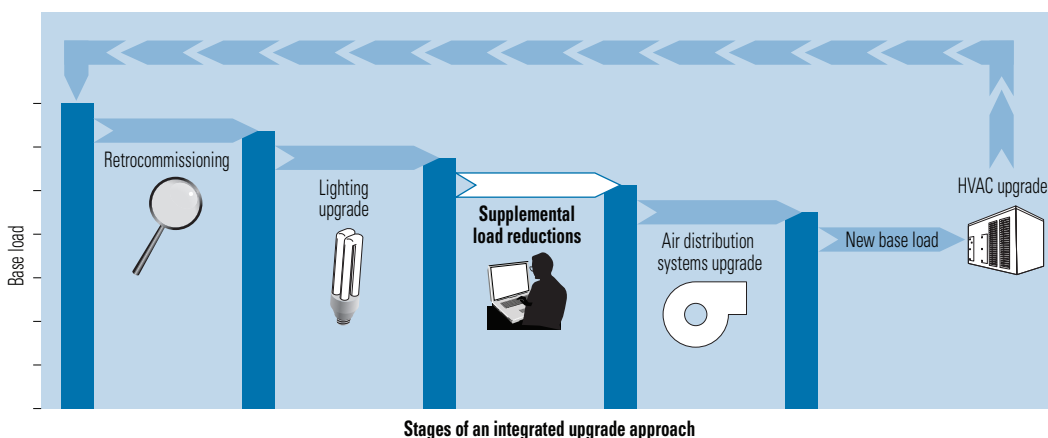 Base load
Retrocommissioning
Lighting
upgrade
Supplemental
load reductions
Air distribution
systems upgrade
New base load
HVAC upgrade
Stages of an integrated upgrade approach